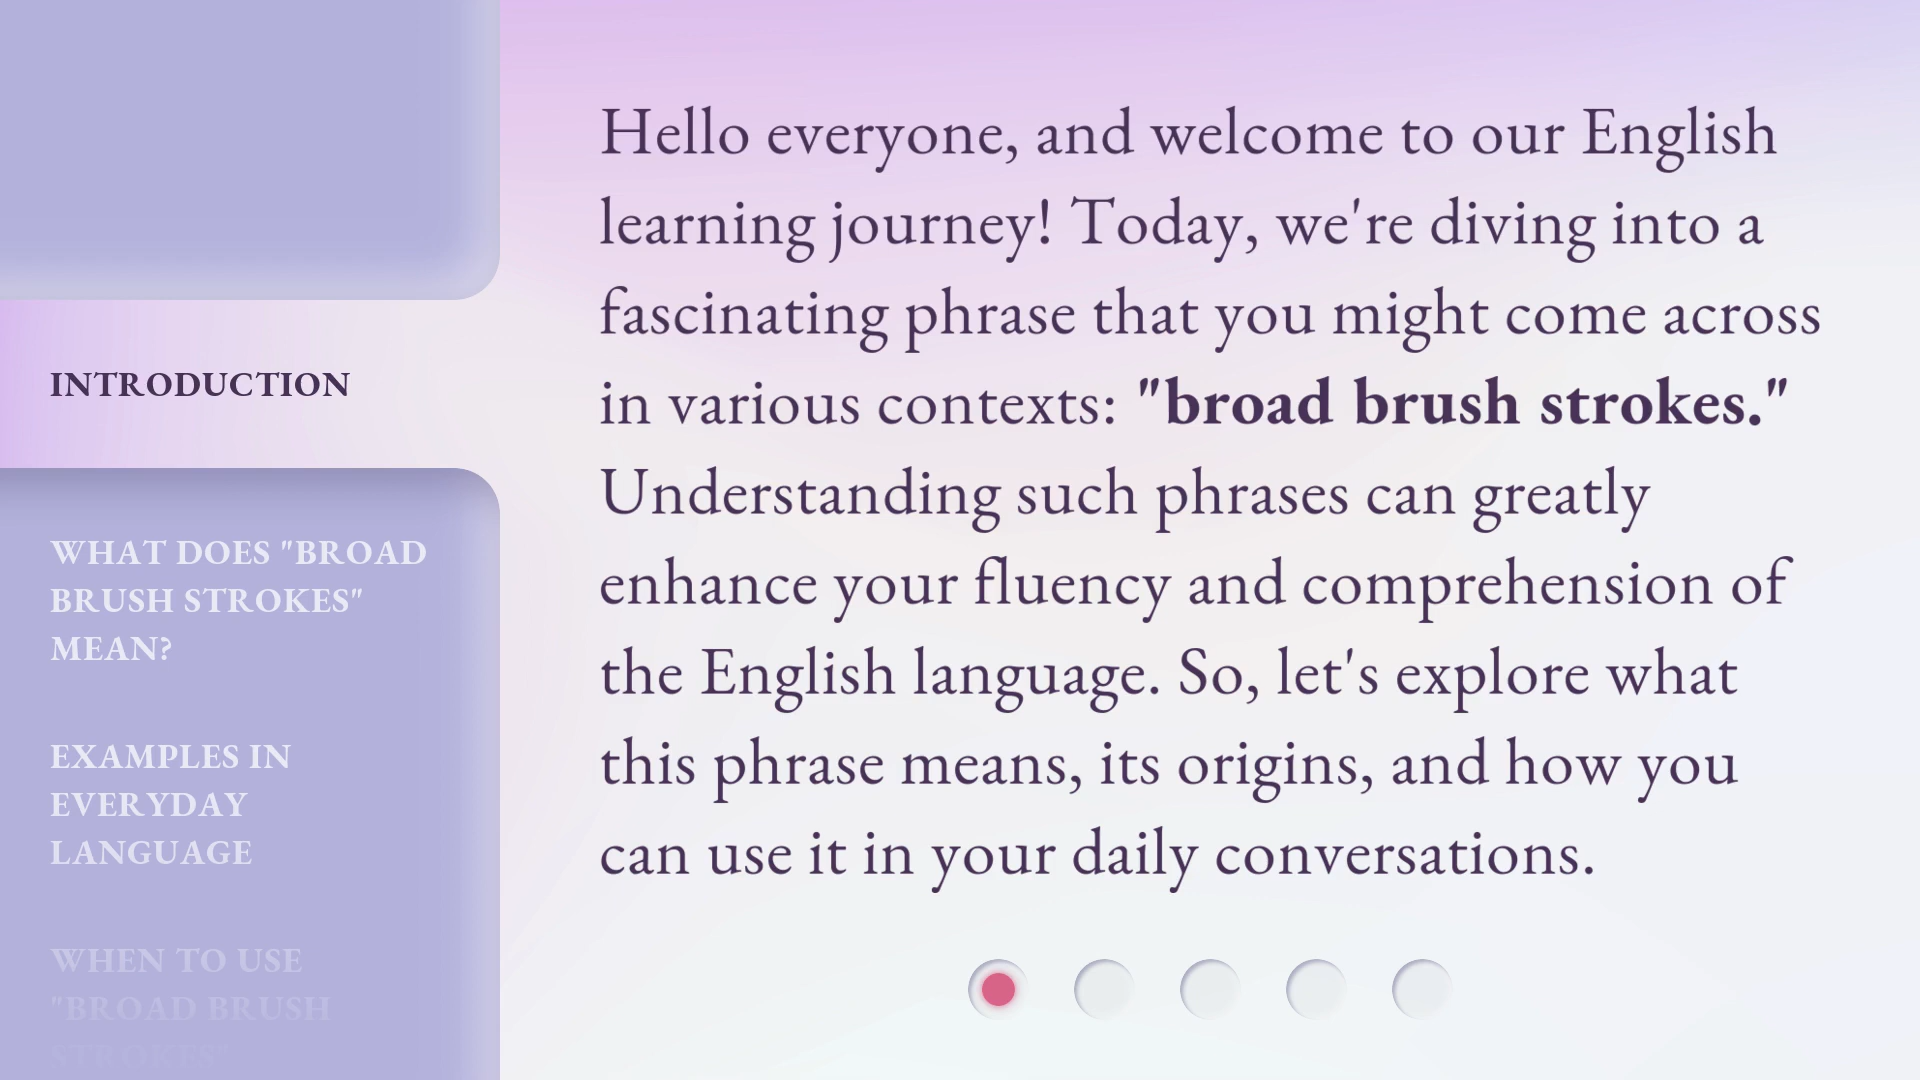 INTRODUCTION
WHAT DOES "BROAD
BRUSH STROKES"
MEAN?
EXAMPLES IN
EVERYDAY
LANGUAGE
WHEN TO USE
"BROAD BRUSH
STROKES"
Hello everyone, and welcome to our English
learning journey! Today, we're diving into a
fascinating phrase that you might come across
in various contexts: "broad brush strokes."
Understanding such phrases can greatly
enhance your fluency and comprehension of
the English language. So, let's explore what
this phrase means, its origins, and how you
can use it in your daily conversations.